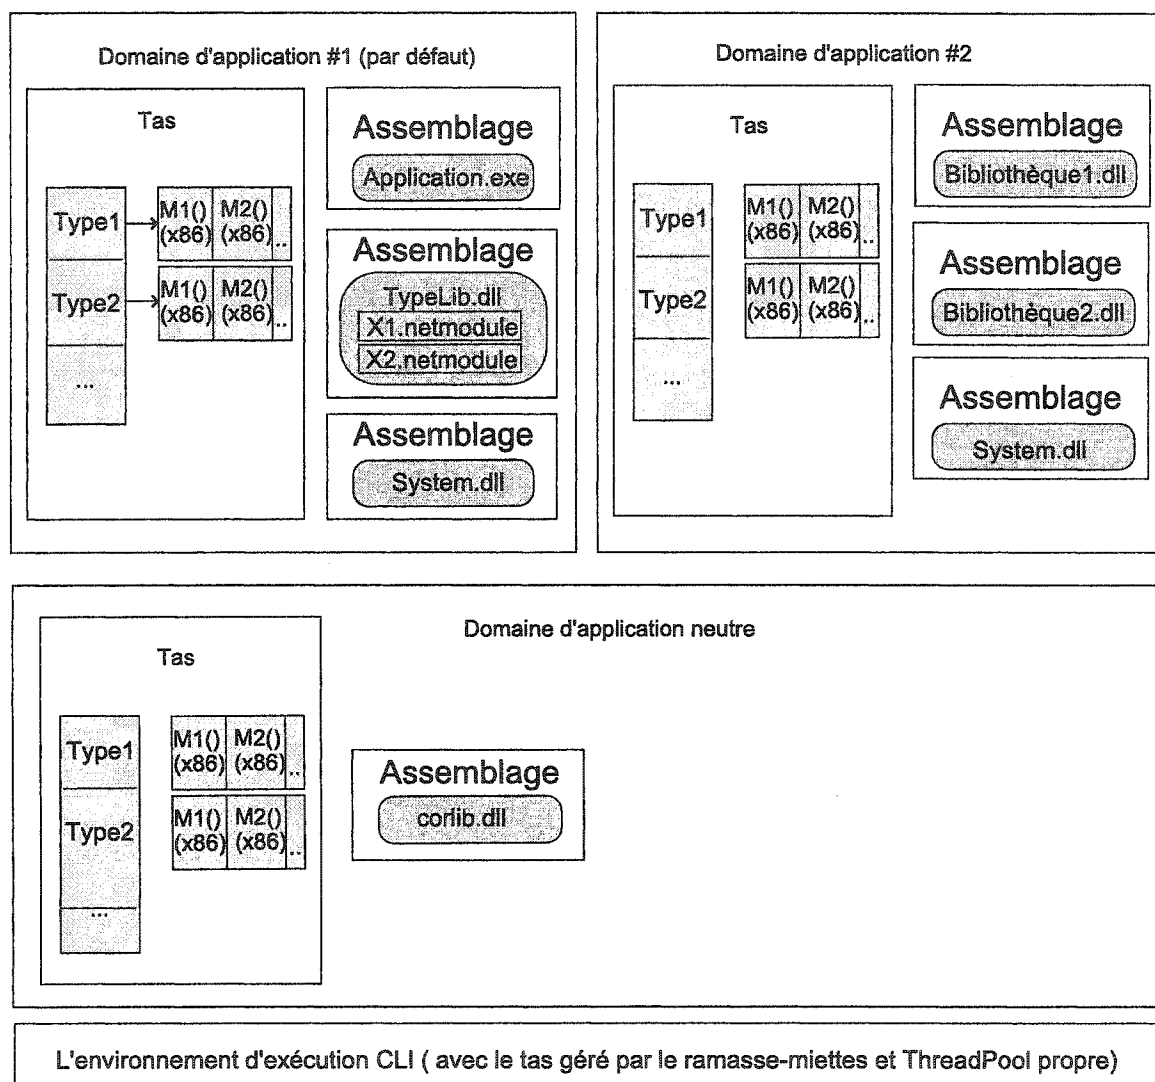 Domaine d'application #1 (par défaut)
Tas
Type1
M1() M2()
(x86) (x86) ..
Type2
M1() M2()
(x86) (x86) ..
...
Assemblage
Application.exe
Assemblage
TypeLib.dll
X1.netmodule
X2.netmodule
Assemblage
System.dll
Domaine d'application #2
Tas
Type1
M1() M2()
(x86) (x86) ..
Type2
M1() M2()
(x86) (x86) ..
...
Assemblage
Bibliothèque1.dll
Assemblage
Bibliothèque2.dll
Assemblage
System.dll
Domaine d'application neutre
Tas
Type1
M1() M2()
(x86) (x86) ..
Type2
M1() M2()
(x86) (x86) ..
...
Assemblage
corlib.dll
L'environnement d'exécution CLI ( avec le tas géré par le ramasse-miettes et ThreadPool propre)